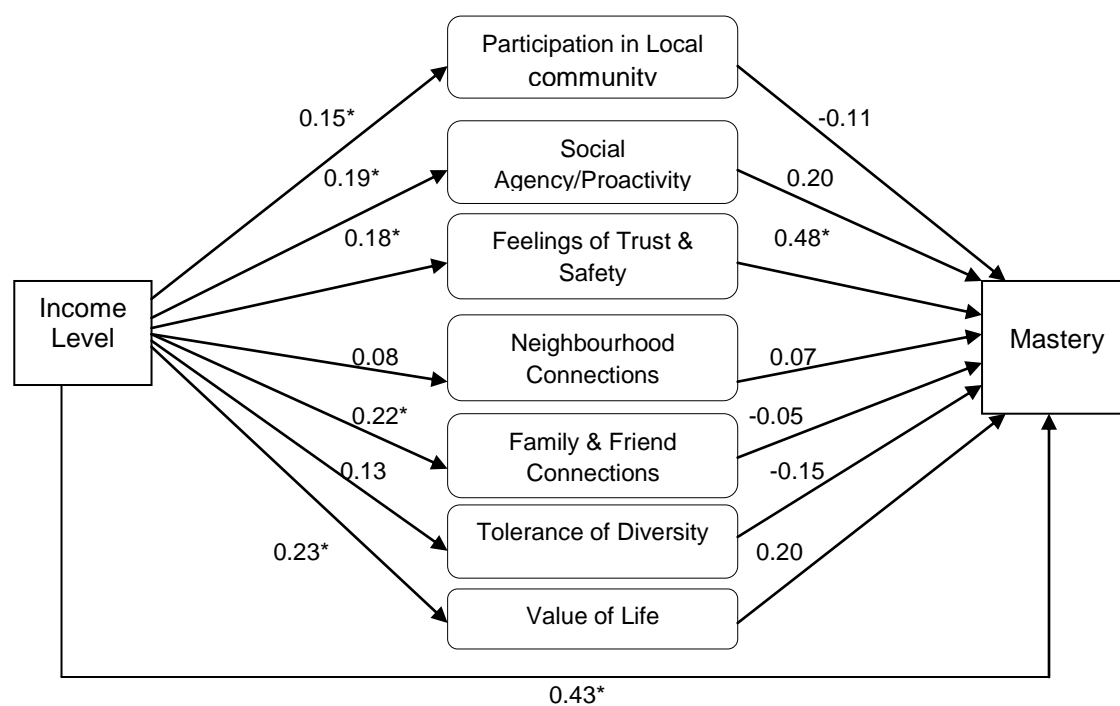 Participation in Local
community
0.15*
-0.11
Social
Agency/Proactivity
0.19*
0.20
0.18*
Feelings of Trust &
Safety
0.48*
Income
Level
Mastery
0.08
Neighbourhood
Connections
0.07
0.22*
Family & Friend
Connections
-0.05
0.13
-0.15
Tolerance of Diversity
0.23*
0.20
Value of Life
0.43*